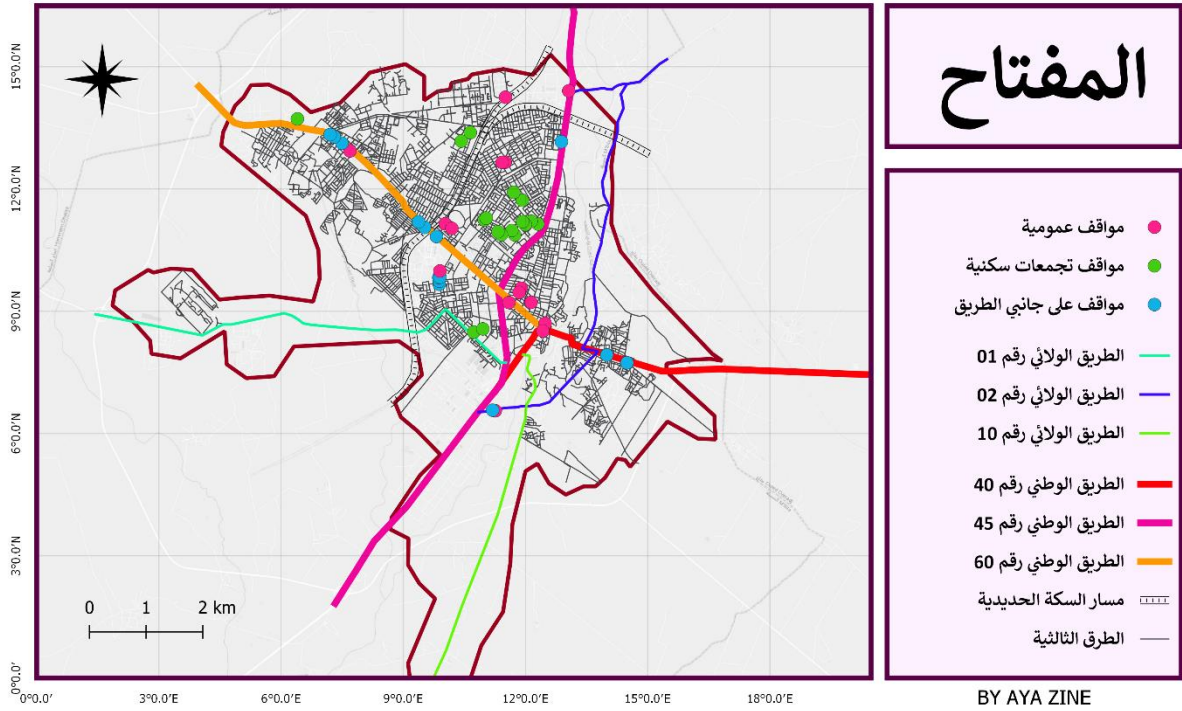 المفتاح
مواقف عمومية
مواقف تجمعات سكنية
مواقف على جانبي الطريق
الطريق الولائي رقم 01
الطريق الولائي رقم 02
الطريق الولائي رقم 10
الطريق الوطني رقم 40
الطريق الوطني رقم 45
الطريق الوطني رقم 60
مسار السكة الحديدية
الطرق الثالثية
BY AYA ZINE
15°0.0'N
12°0.0'N
9°0.0'N
6°0.0'N
3°0.0'N
0°0.0'
0 1 2 km
0°0.0' 3°0.0'E 6°0.0'E 9°0.0'E 12°0.0'E 15°0.0'E 18°0.0'E